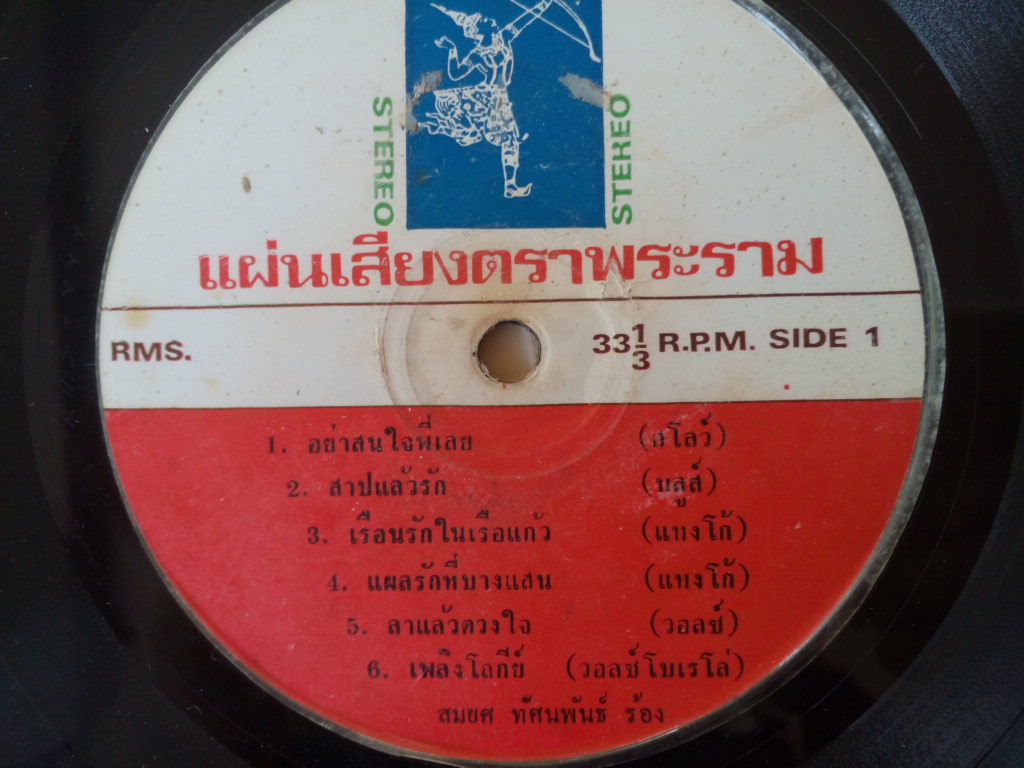 STEREO
STEREO
แผ่นเสียงตราพระราม
RMS.
33 1/3 R.P.M. SIDE 1
1. อย่าสนใจพี่เลย (สโลว์)
2. สาปแล้วรัก (บลูส์)
3. เรือนรักในเรือแก้ว (แทงโก้)
4. แผลรักที่บางแสน (แทงโก้)
5. ลาแล้วดวงใจ (วอลช์)
6. เพลิงโลกีย์ (วอลช์โบเรโล่)
สมยศ ทัศนพันธ์ ร้อง